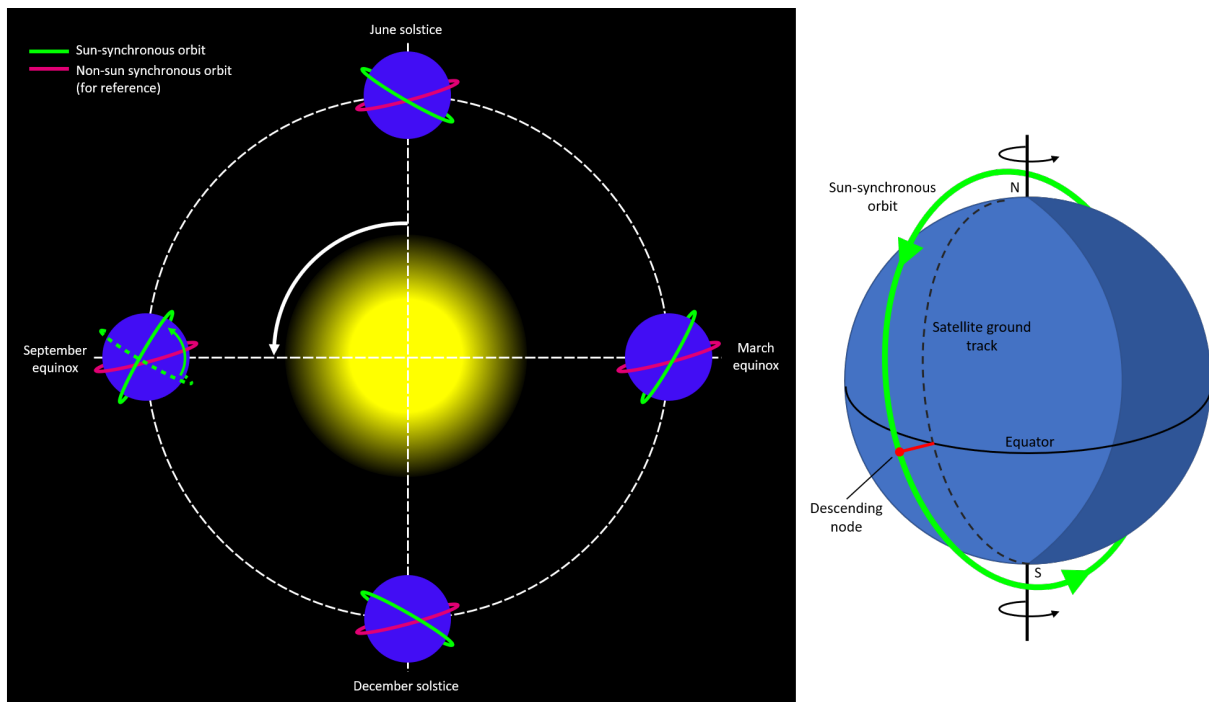 June solstice
Sun-synchronous orbit
Non-sun synchronous orbit
(for reference)
September
equinox
March
equinox
December solstice
Sun-synchronous
orbit
N
Satellite ground
track
Equator
Descending
node
S